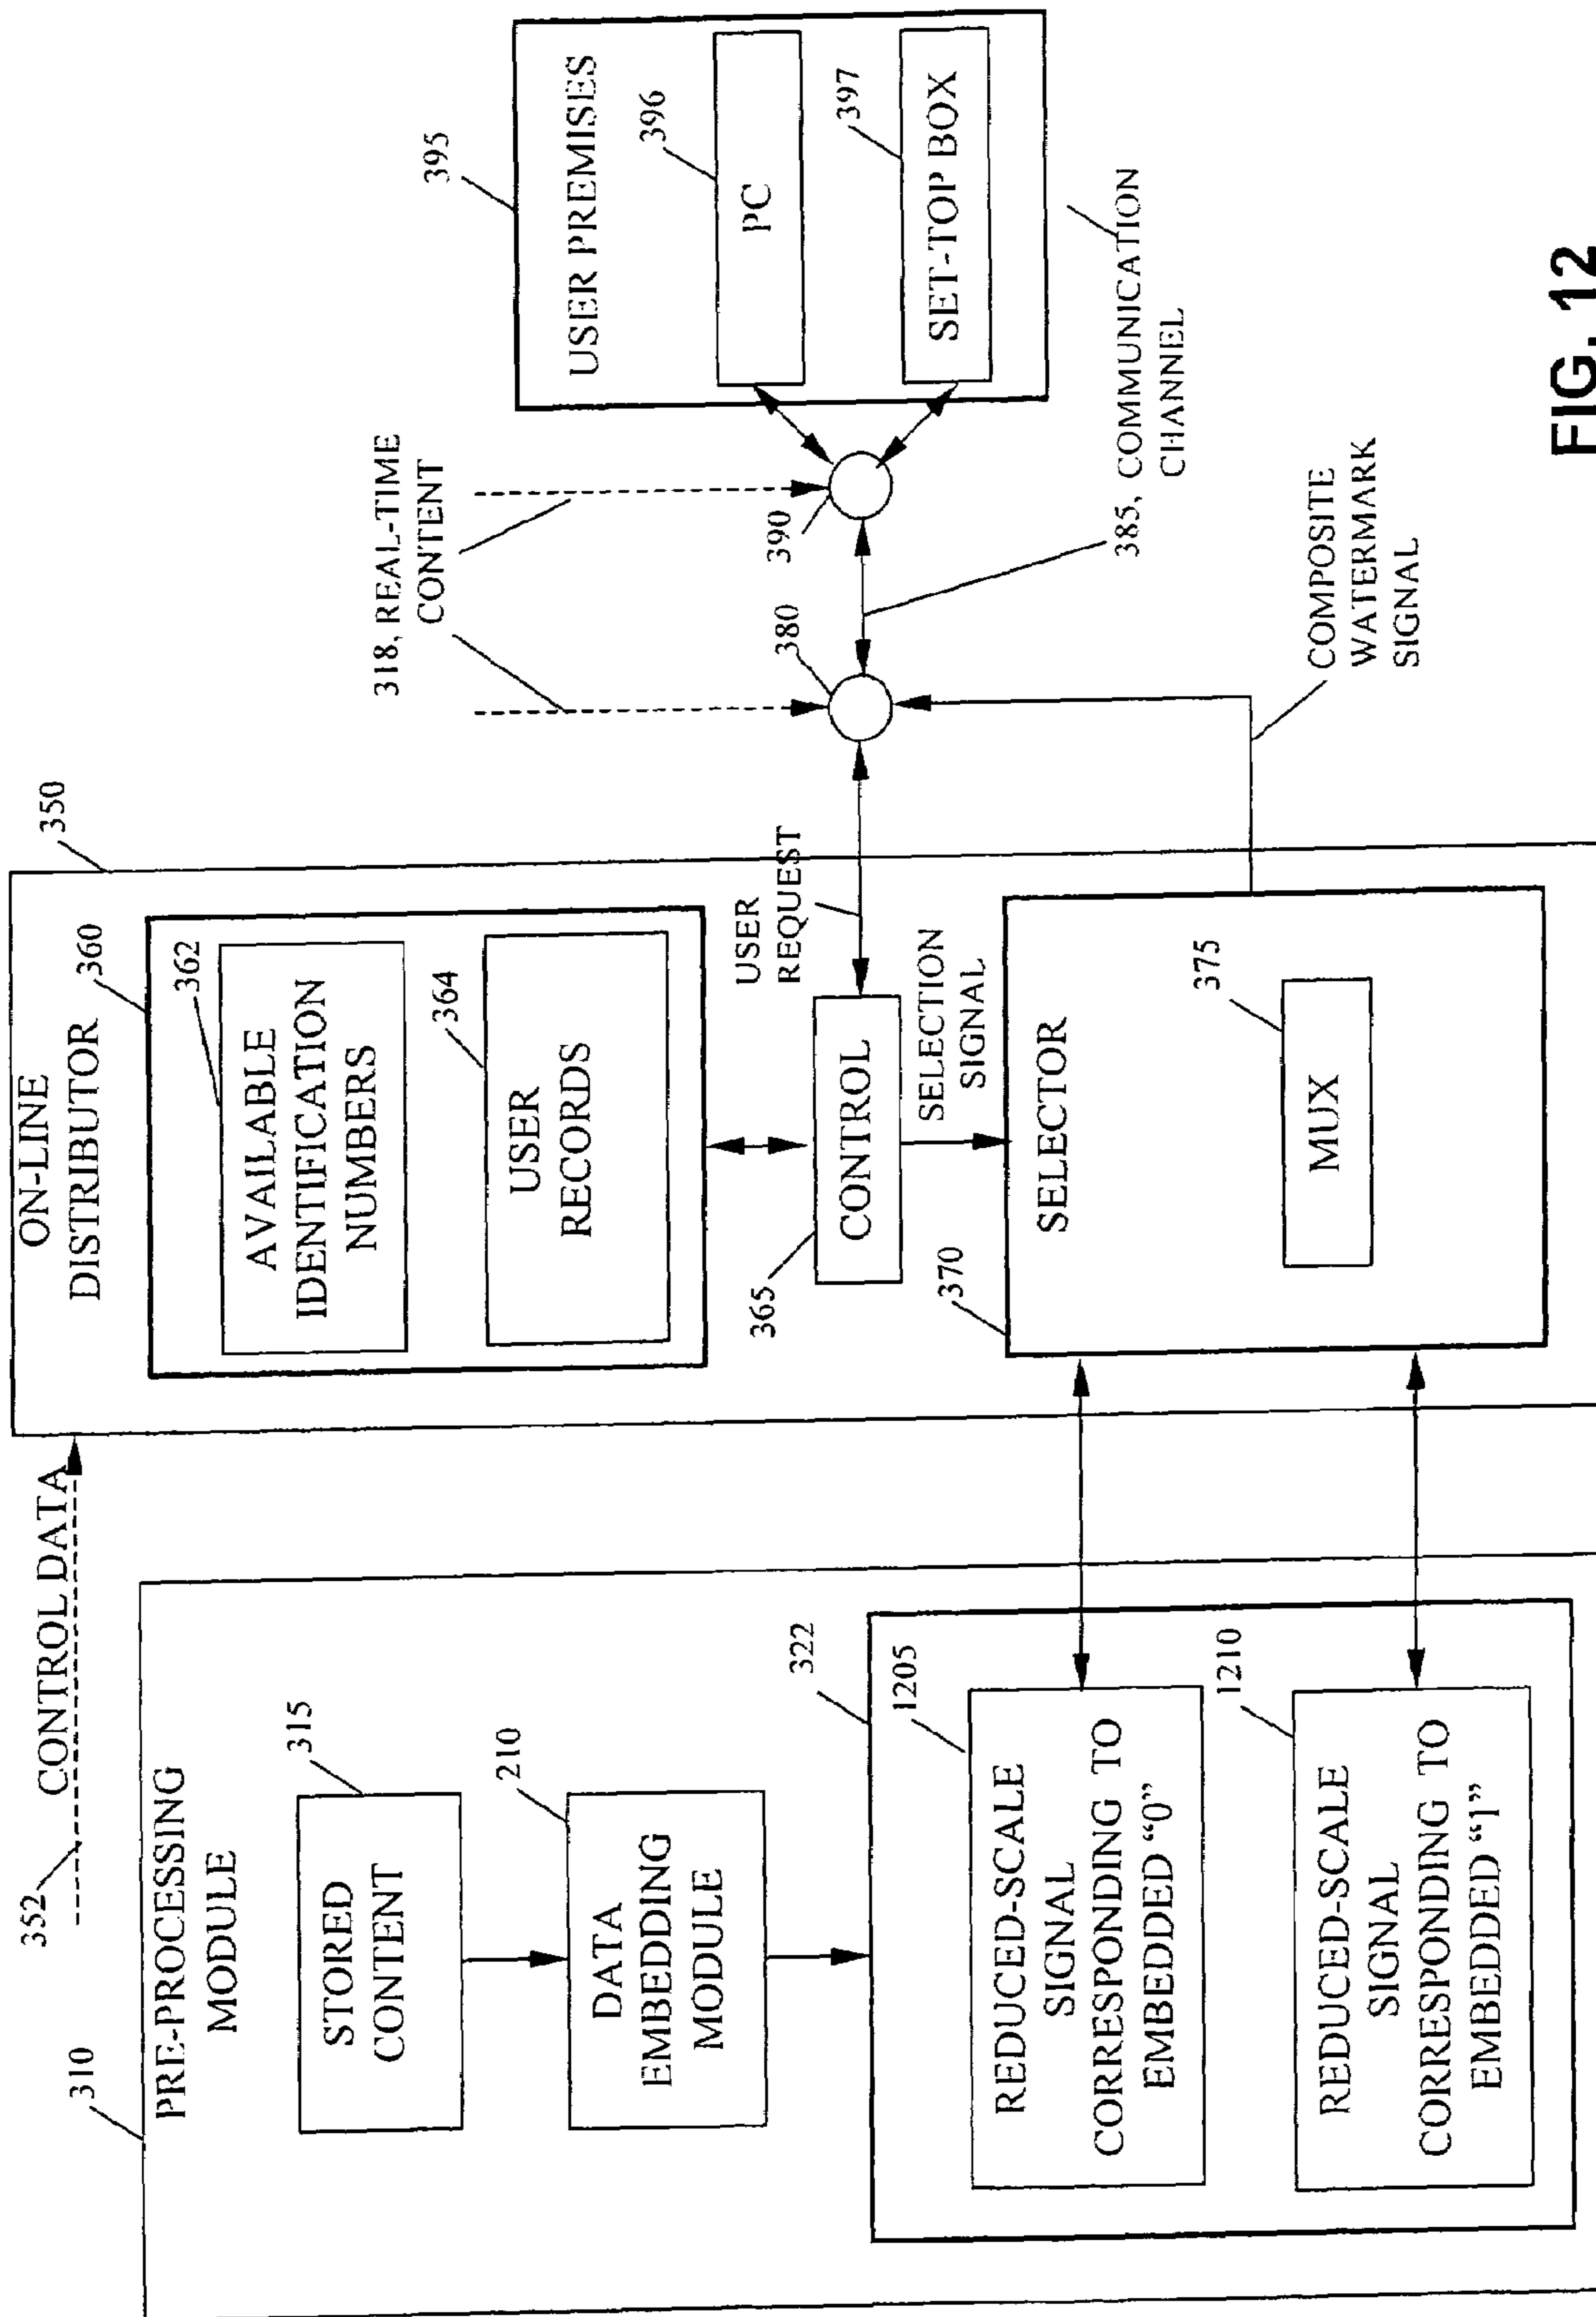 352
CONTROL DATA
310
PRE-PROCESSING
MODULE
315
STORED
CONTENT
210
DATA
EMBEDDING
MODULE
322
1205
REDUCED-SCALE
SIGNAL
CORRESPONDING TO
EMBEDDED “0”
1210
REDUCED-SCALE
SIGNAL
CORRESPONDING TO
EMBEDDED “1”
350
ON-LINE
DISTRIBUTOR
360
362
AVAILABLE
IDENTIFICATION
NUMBERS
364
USER
RECORDS
USER
REQUEST
365
CONTROL
SELECTION
SIGNAL
370
SELECTOR
375
MUX
318, REAL-TIME
CONTENT
380
390
385, COMMUNICATION
CHANNEL
COMPOSITE
WATERMARK
SIGNAL
395
USER PREMISES
396
PC
397
SET-TOP BOX
FIG. 12